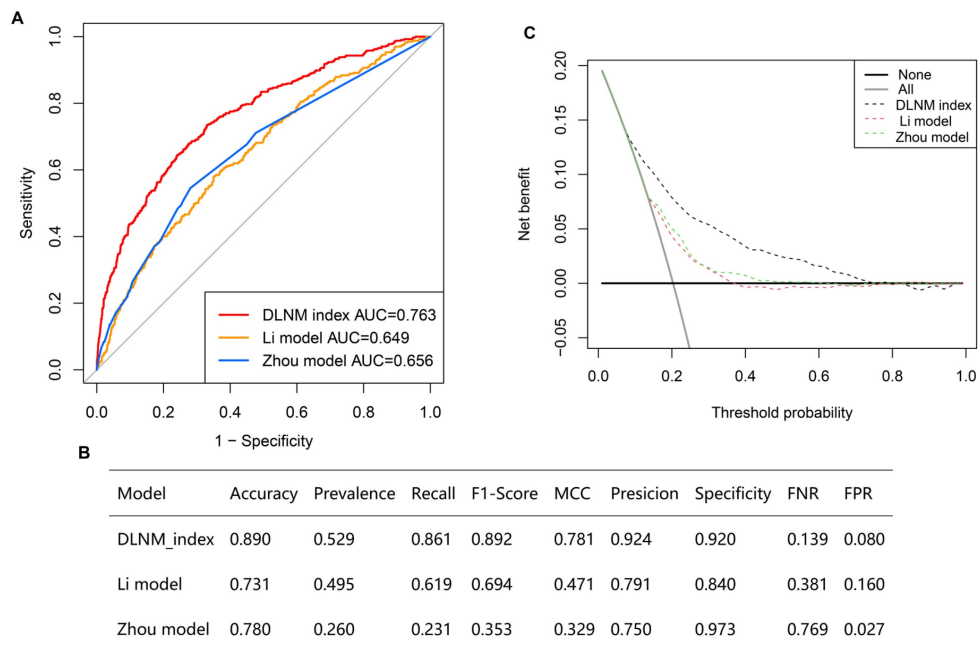 A
Sensitivity
0.0 0.2 0.4 0.6 0.8 1.0
DLNM index AUC=0.763
Li model AUC=0.649
Zhou model AUC=0.656
0.0 0.2 0.4 0.6 0.8 1.0
1 − Specificity
C
Net benefit
−0.05 0.00 0.05 0.10 0.15 0.20
None
All
DLNM index
Li model
Zhou model
0.0 0.2 0.4 0.6 0.8 1.0
Threshold probability
B
Model Accuracy Prevalence Recall F1-Score MCC Presicion Specificity FNR FPR
DLNM_index 0.890 0.529 0.861 0.892 0.781 0.924 0.920 0.139 0.080
Li model 0.731 0.495 0.619 0.694 0.471 0.791 0.840 0.381 0.160
Zhou model 0.780 0.260 0.231 0.353 0.329 0.750 0.973 0.769 0.027